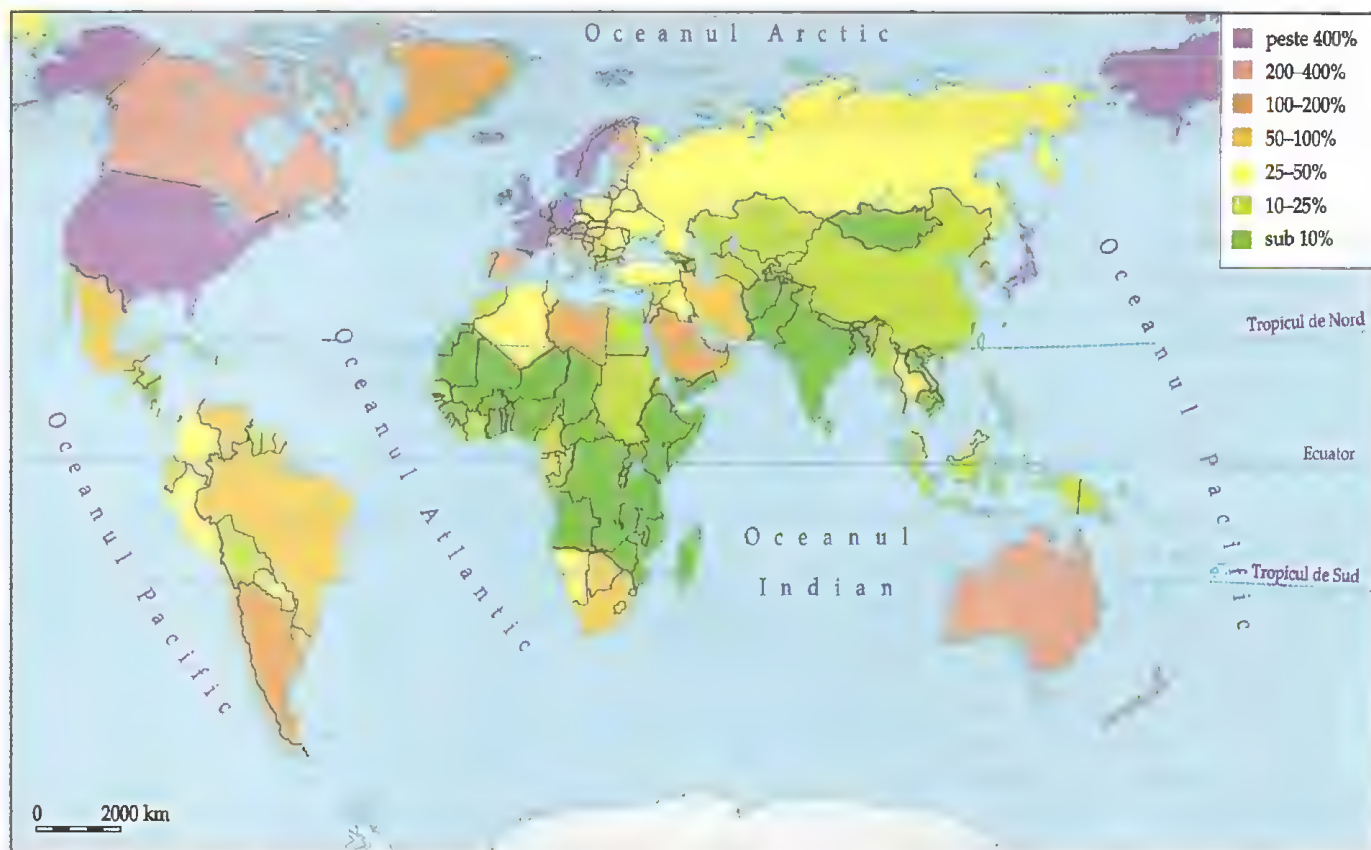 Oceanul Arctic
peste 400%
200–400%
100–200%
50–100%
25–50%
10–25%
sub 10%
Oceanul Pacific
Oceanul Atlantic
Oceanul
Indian
Oceanul Pacific
Tropicul de Nord
Ecuator
Tropicul de Sud
0 2000 km